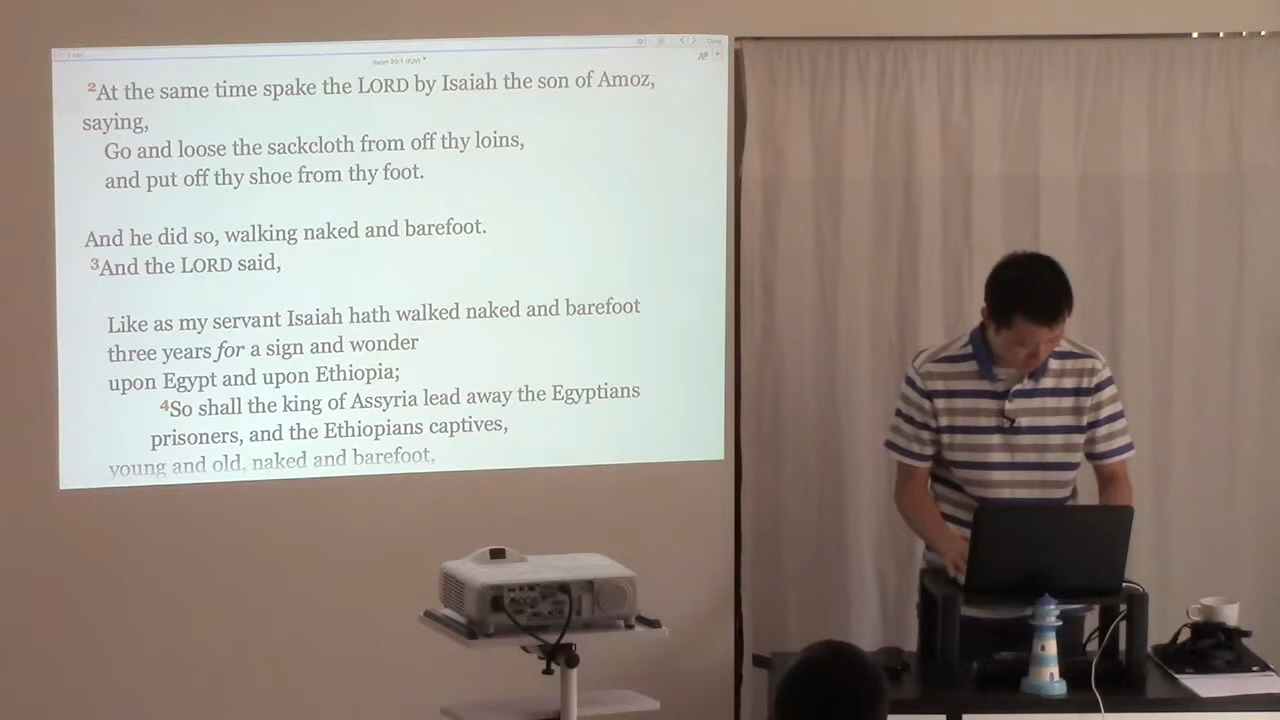 Isaiah 20:1 (KJV)
2At the same time spake the LORD by Isaiah the son of Amoz,
saying,
Go and loose the sackcloth from off thy loins,
and put off thy shoe from thy foot.
And he did so, walking naked and barefoot.
3And the LORD said,
Like as my servant Isaiah hath walked naked and barefoot
three years for a sign and wonder
upon Egypt and upon Ethiopia;
4So shall the king of Assyria lead away the Egyptians
prisoners, and the Ethiopians captives,
young and old, naked and barefoot,